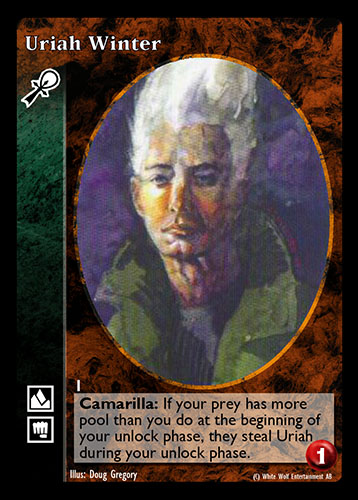 Uriah Winter
1
Camarilla: If your prey has more
pool than you do at the beginning of
your unlock phase, they steal Uriah
during your unlock phase.
1
Illus: Doug Gregory
(C) White Wolf Entertainment AB